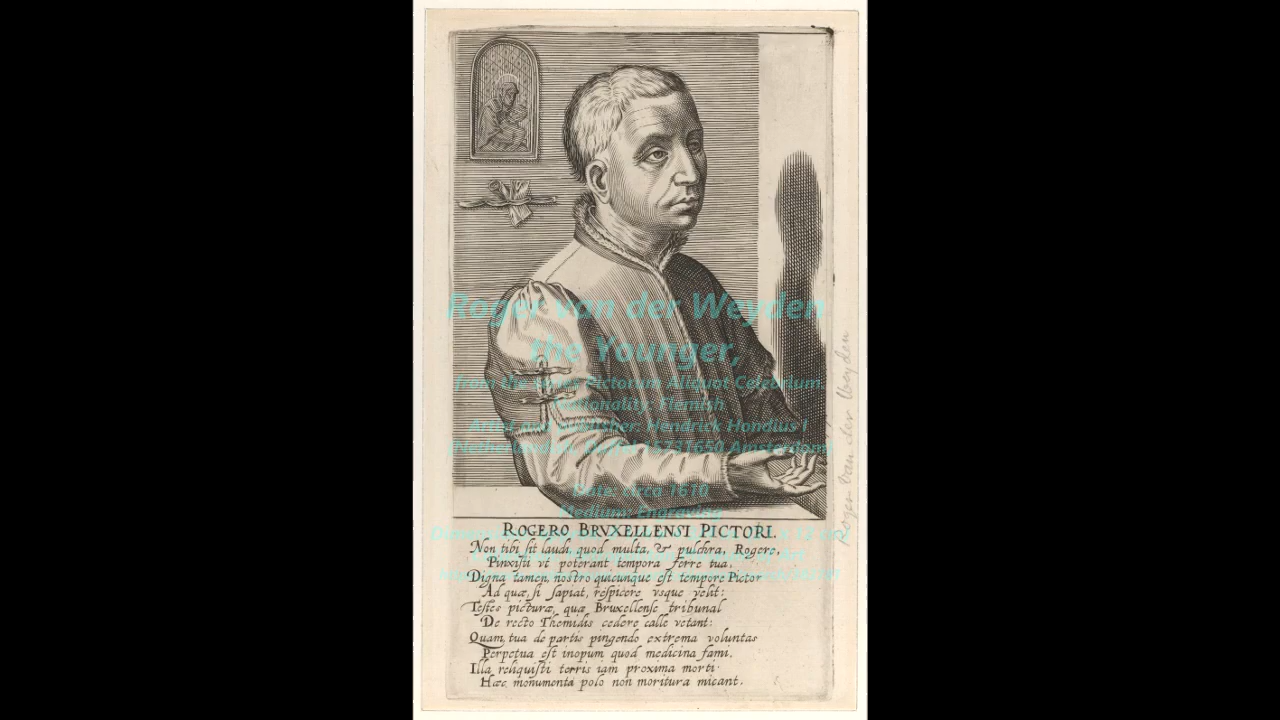 Roger van der Weyden
the Younger,
from the series Pictorum Aliquot Celebrium
Nationality: Flemish
Artist and publisher: Hendrick Hondius I
Date: circa 1610
Medium: Engraving
Roger van der Weyden
ROGERO BRVXELLENSI PICTORI.
Non tibi sit laudi, quod multa, & pulchra, Rogere,
Pinxisti vt poterant tempora ferre tua,
Digna tamen, nostro quicunque est tempore Pictor
Ad quæ, si sapiat, respicere vsque velit:
Testes picturæ, quæ Bruxellense tribunal
De recto Themidis cedere calle vetant:
Quam, tua de partis pingendo extrema voluntas
Perpetua est inopum quod medicina fami.
Illa reliquisti terris iam proxima morti:
Hæc monumenta polo non moritura micant.